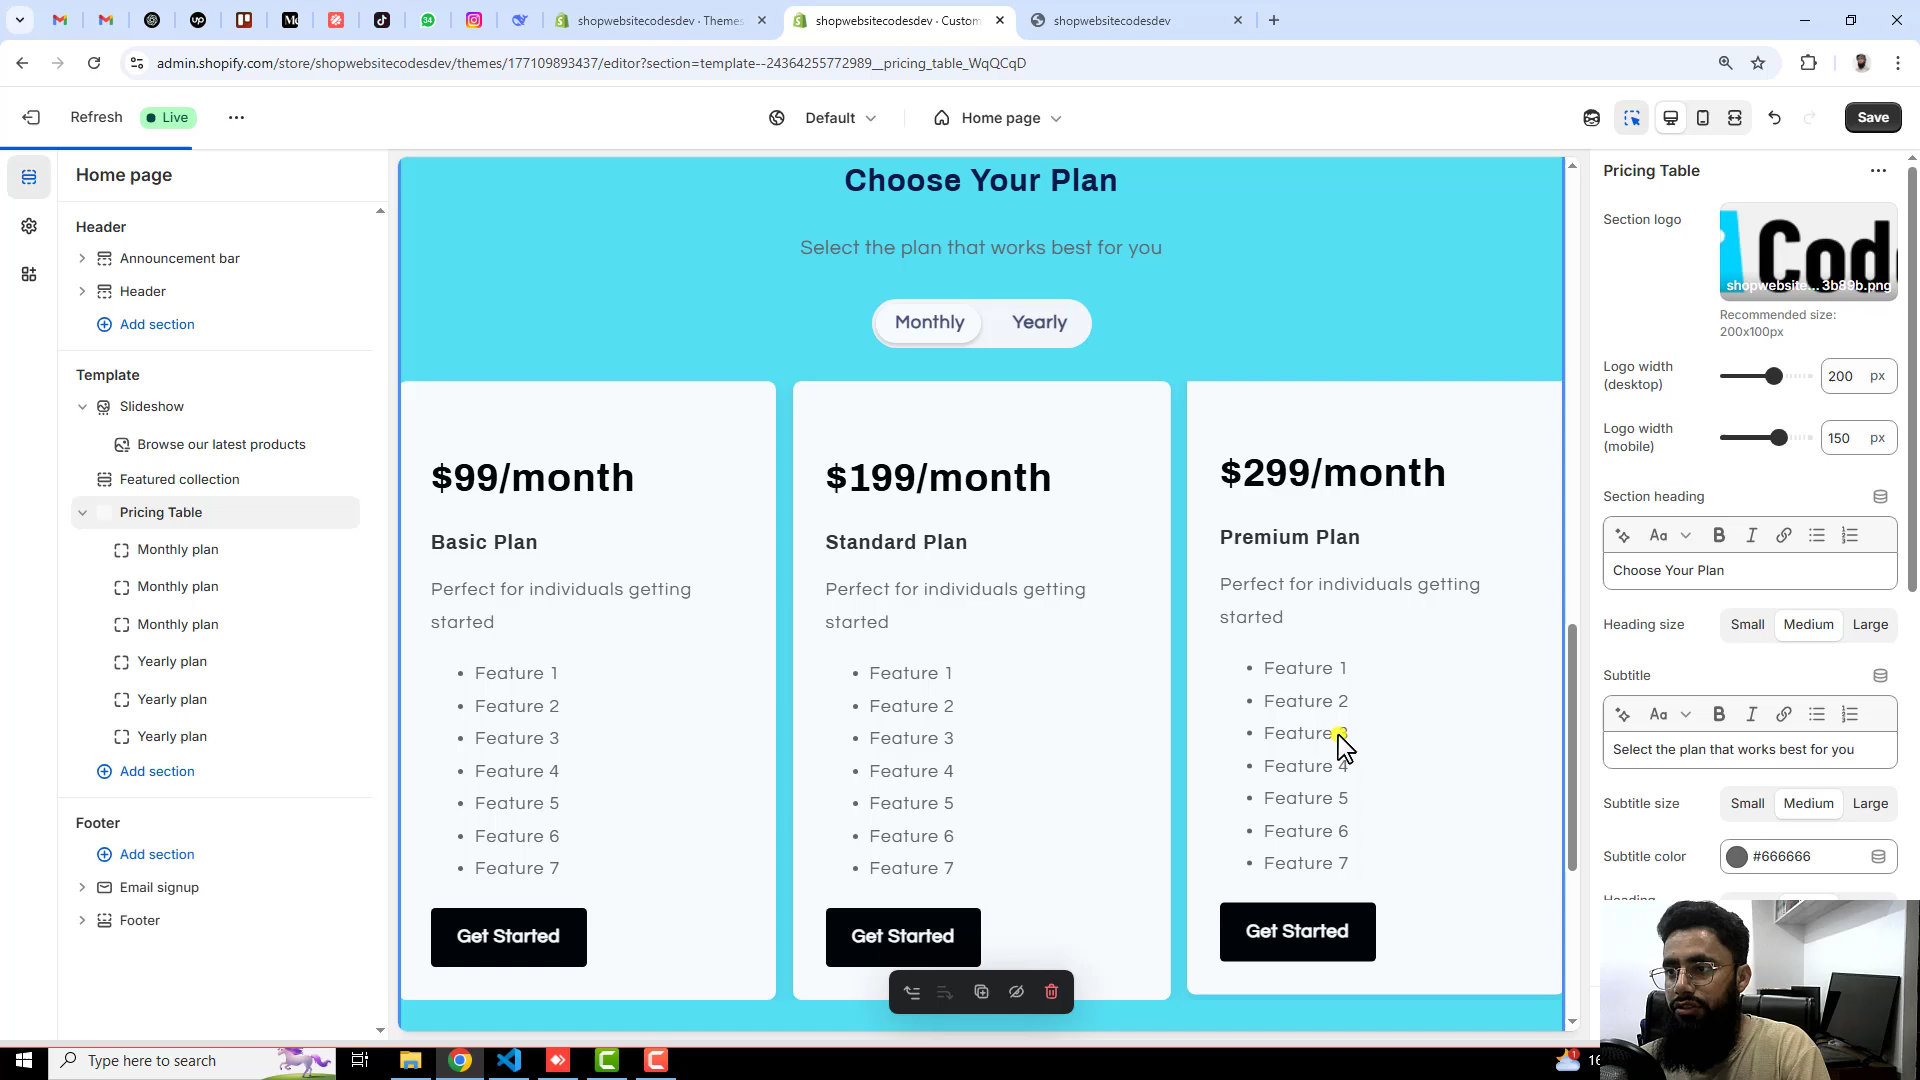 shopwebsitecodesdev · Themes
shopwebsitecodesdev · Custom
shopwebsitecodesdev
admin.shopify.com/store/shopwebsitecodesdev/themes/177109893437/editor?section=template--24364255772989__pricing_table_WqQCqD
Refresh
Live
Default
Home page
Save
Home page
Header
Announcement bar
Header
Add section
Template
Slideshow
Browse our latest products
Featured collection
Pricing Table
Monthly plan
Monthly plan
Monthly plan
Yearly plan
Yearly plan
Yearly plan
Add section
Footer
Add section
Email signup
Footer
Choose Your Plan
Select the plan that works best for you
Monthly
Yearly
$99/month
Basic Plan
Perfect for individuals getting
started
Feature 1
Feature 2
Feature 3
Feature 4
Feature 5
Feature 6
Feature 7
Get Started
$199/month
Standard Plan
Perfect for individuals getting
started
Feature 1
Feature 2
Feature 3
Feature 4
Feature 5
Feature 6
Feature 7
Get Started
$299/month
Premium Plan
Perfect for individuals getting
started
Feature 1
Feature 2
Feature 3
Feature 4
Feature 5
Feature 6
Feature 7
Get Started
Pricing Table
Section logo
Cod
shopwebsite... 3b89b.png
Recommended size:
200x100px
Logo width
(desktop)
200 px
Logo width
(mobile)
150 px
Section heading
Aa B I
Choose Your Plan
Heading size
Small Medium Large
Subtitle
Aa B I
Select the plan that works best for you
Subtitle size
Small Medium Large
Subtitle color
#666666
Type here to search